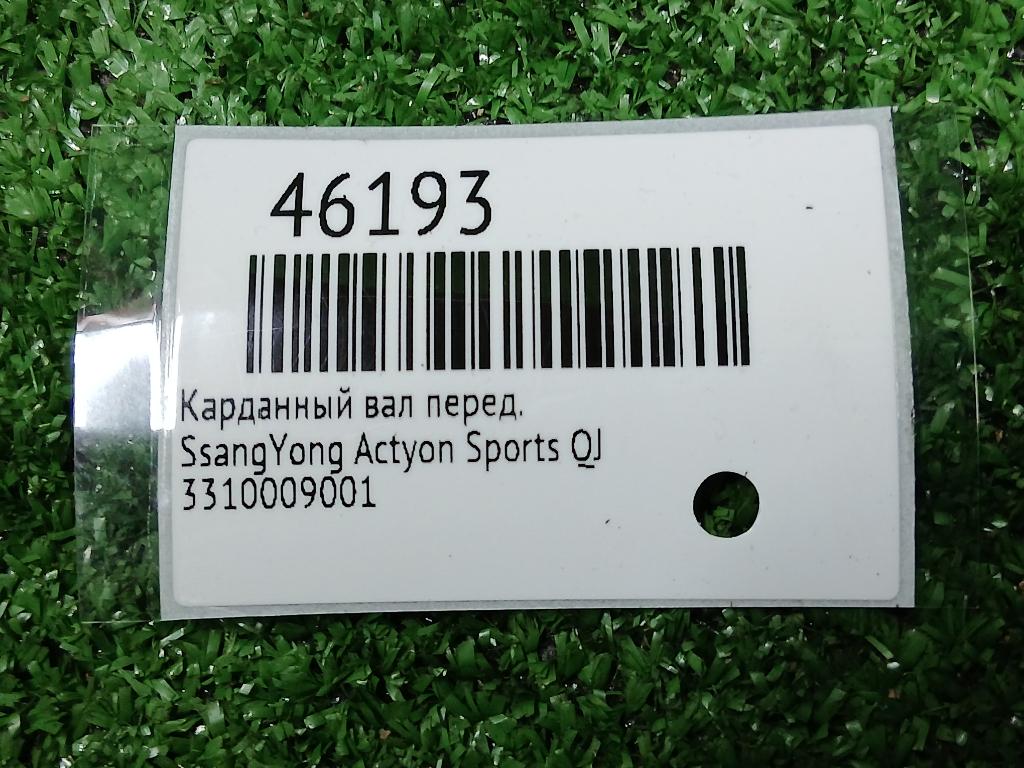 46193
Карданный вал перед.
SsangYong Actyon Sports QJ
3310009001